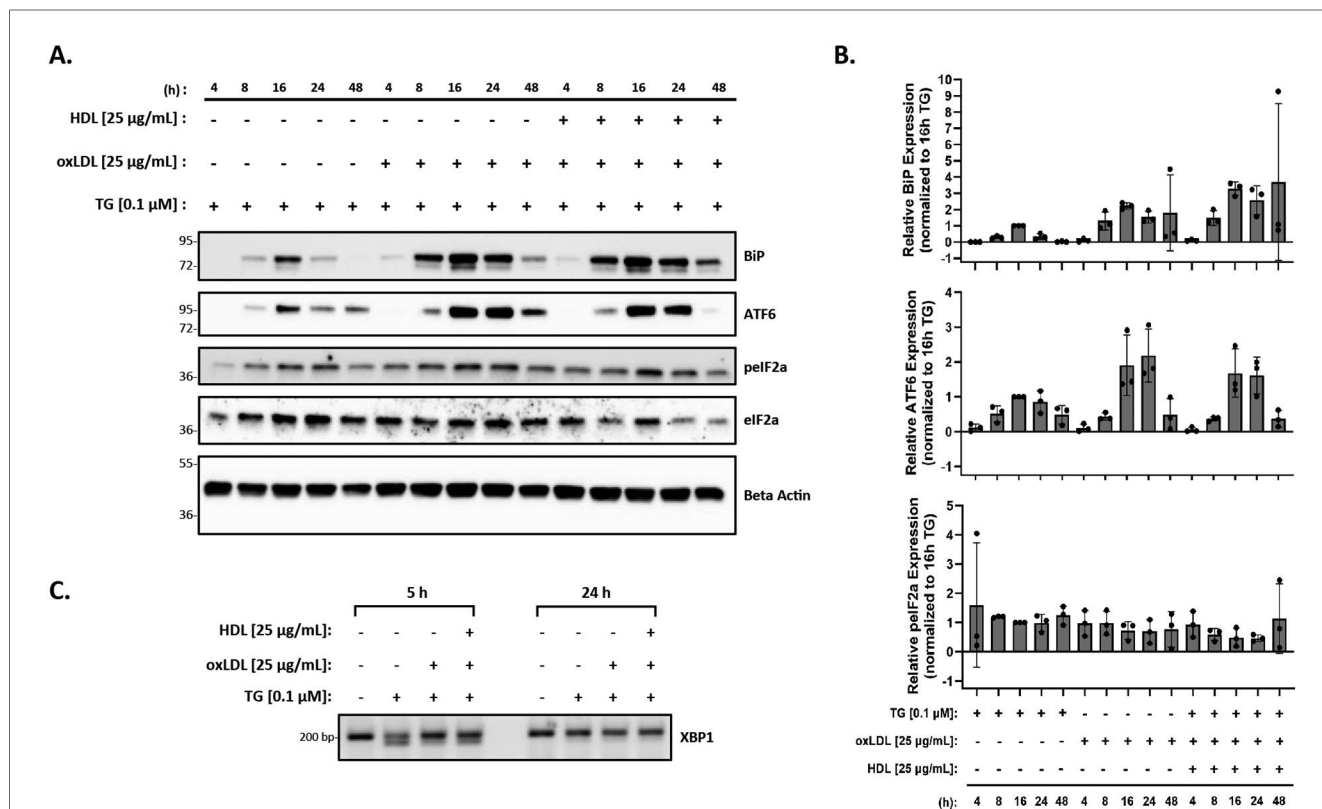 A.
(h) : 4 8 16 24 48 4 8 16 24 48 4 8 16 24 48
HDL [25 µg/mL] : - - - - - - - - - - + + + + +
oxLDL [25 µg/mL] : - - - - - + + + + + + + + + +
TG [0.1 µM] : + + + + + + + + + + + + + + +
95-
72-
BiP
95-
72-
ATF6
36-
peIF2a
36-
eIF2a
55-
36-
Beta Actin
B.
Relative BiP Expression
(normalized to 16h TG)
10
9
8
7
6
5
4
3
2
1
0
-1
Relative ATF6 Expression
(normalized to 16h TG)
4
3
2
1
0
-1
Relative peIF2a Expression
(normalized to 16h TG)
5
4
3
2
1
0
-1
TG [0.1 µM]: + + + + + - - - - - + + + + +
oxLDL [25 µg/mL]: - - - - - + + + + + + + + + +
HDL [25 µg/mL]: - - - - - - - - - - + + + + +
(h): 4 8 16 24 48 4 8 16 24 48 4 8 16 24 48
C.
5 h 24 h
HDL [25 µg/mL]: - - - + - - - +
oxLDL [25 µg/mL]: - - + + - - + +
TG [0.1 µM]: - + + + - + + +
200 bp-
XBP1